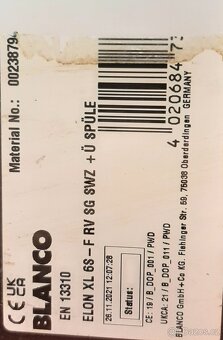 Material No.: 0023879
4 020684 7
UK
CE CA
BLANCO
EN 13310
ELON XL 6S-F RV SG SWZ +Ü SPÜLE
26.11.2021 12:07:28
Status:
CE: 19 / B_DOP_001 / PWD
UKCA: 21 / B_DOP_011 / PWD
BLANCO GmbH+Co KG: Flehinger Str. 59, 75038 Oberderdingen GERMANY